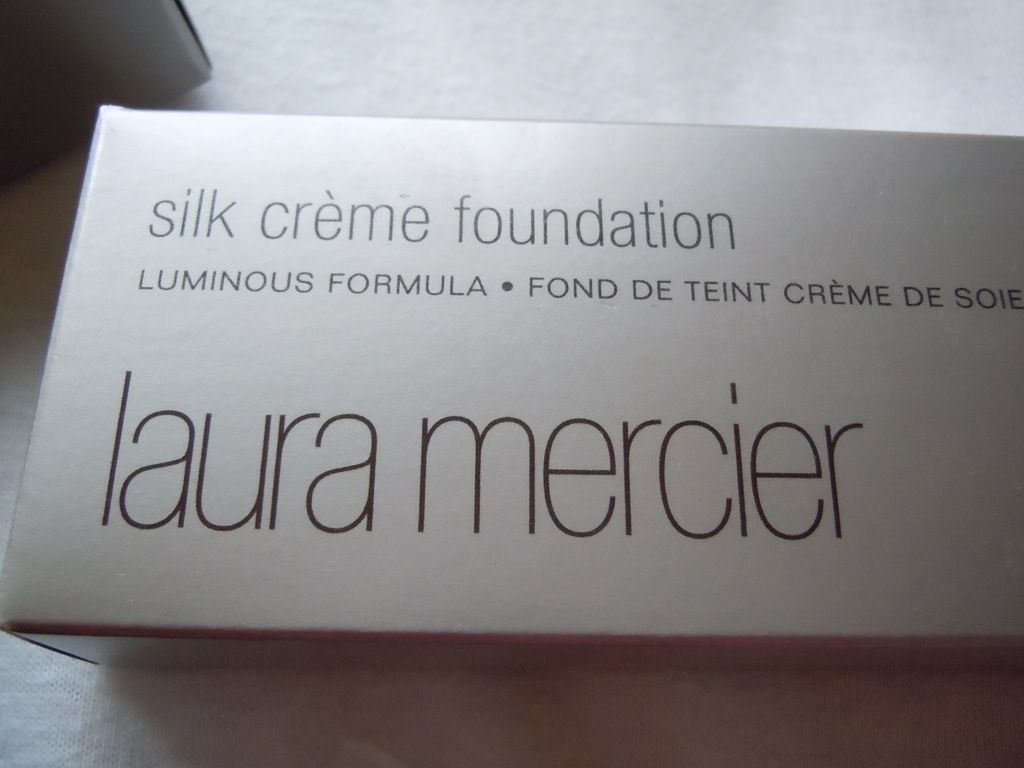 silk crème foundation
LUMINOUS FORMULA • FOND DE TEINT CRÈME DE SOIE
laura mercier